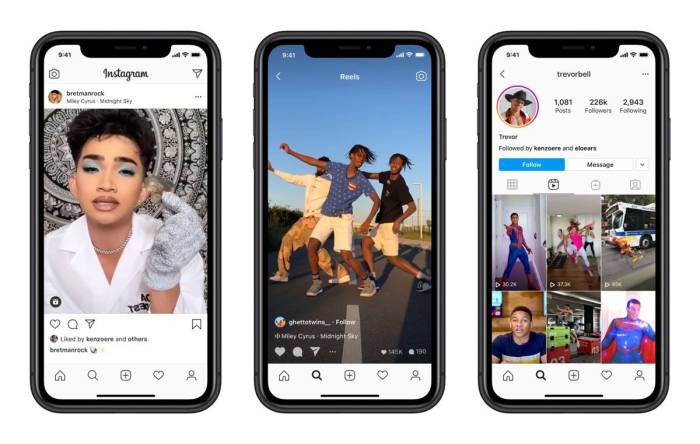 9:41
Instagram
bretmanrock
Miley Cyrus · Midnight Sky
Liked by kenzoere and others
bretmanrock
9:41
Reels
ghettotwins__ · Follow
Miley Cyrus · Midnight Sky
145K
190
9:41
trevorbell
1,081
226k
2,943
Posts
Followers
Following
Trevor
Followed by kenzoere and eloears
Follow
Message
30.2K
37.3K
45K